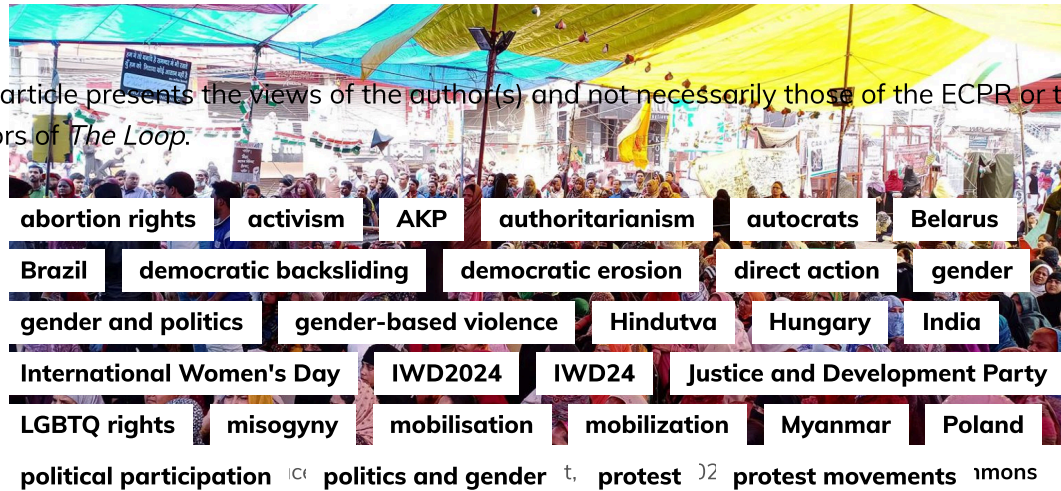 article presents the views of the author(s) and not necessarily those of the ECPR or t
ors of The Loop.
abortion rights activism AKP authoritarianism autocrats Belarus
Brazil democratic backsliding democratic erosion direct action gender
gender and politics gender-based violence Hindutva Hungary India
International Women's Day IWD2024 IWD24 Justice and Development Party
LGBTQ rights misogyny mobilisation mobilization Myanmar Poland
political participation politics and gender t, protest protest movements mmons